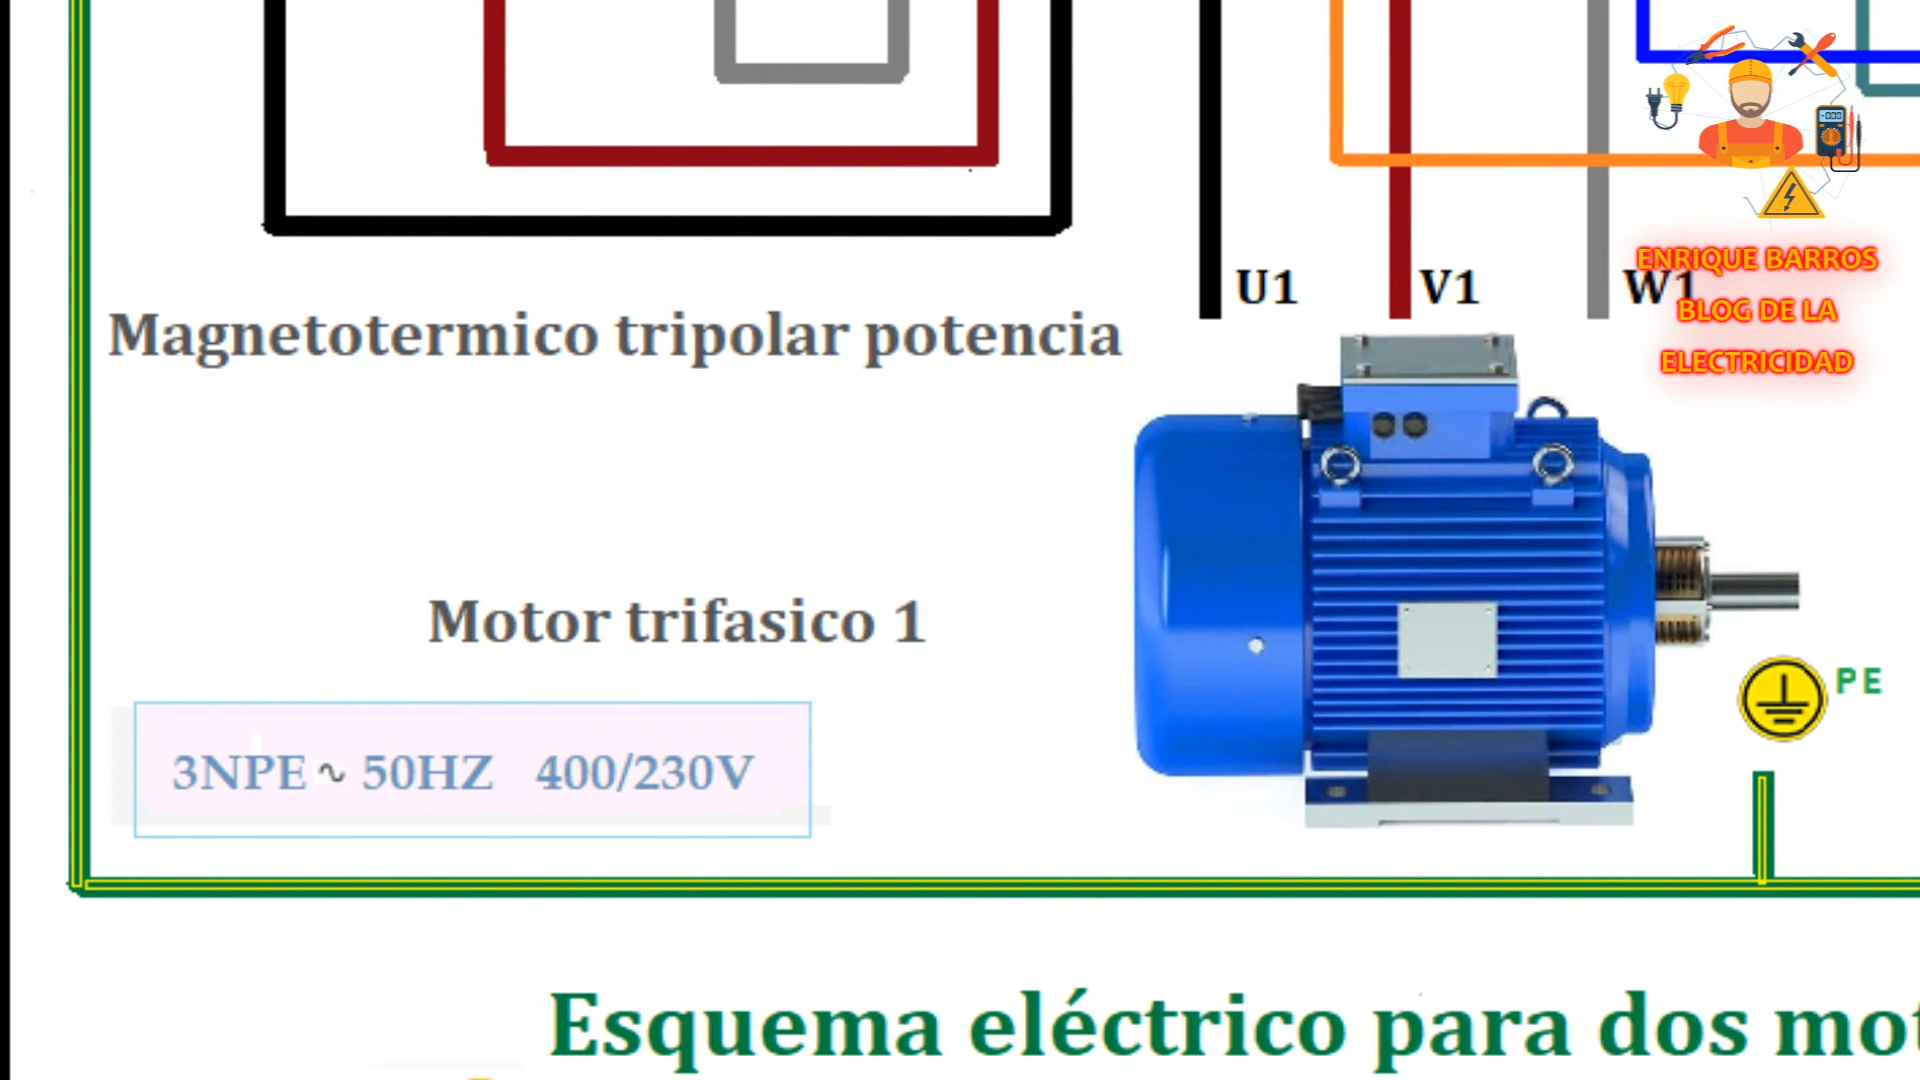 U1 V1 W1
ENRIQUE BARROS
BLOG DE LA
ELECTRICIDAD
Magnetotermico tripolar potencia
Motor trifasico 1
PE
3NPE ∿ 50HZ 400/230V
Esquema eléctrico para dos mot